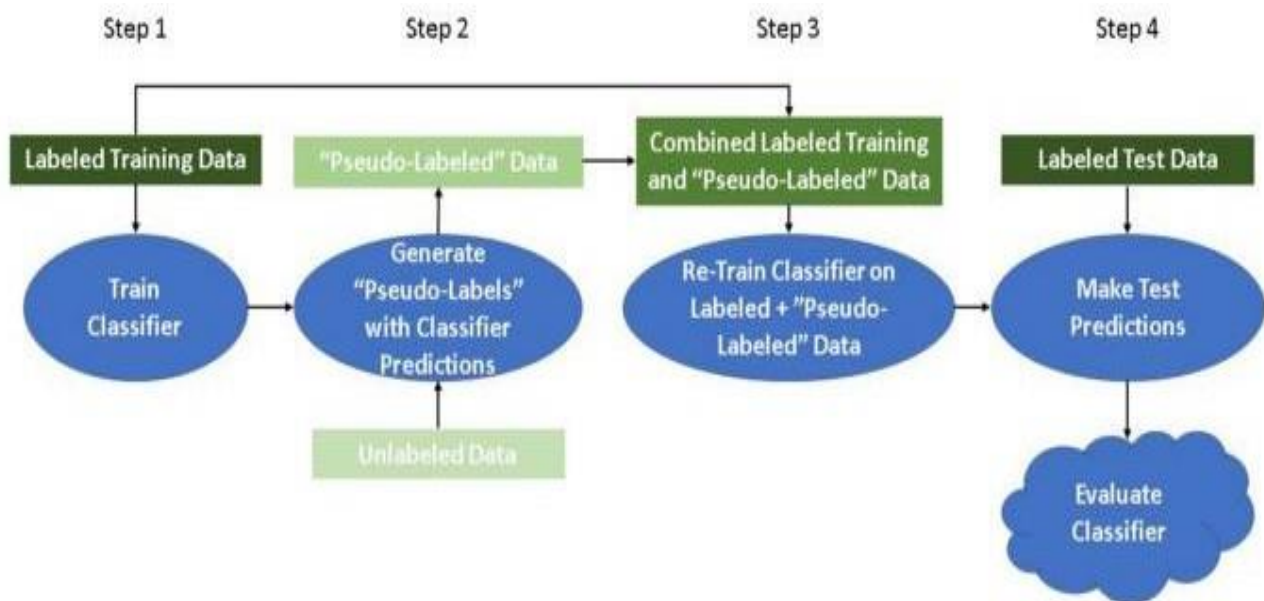 Step 1
Step 2
Step 3
Step 4
Labeled Training Data
"Pseudo-Labeled" Data
Combined Labeled Training
and "Pseudo-Labeled" Data
Labeled Test Data
Train
Classifier
Generate
"Pseudo-Labels"
with Classifier
Predictions
Re-Train Classifier on
Labeled + "Pseudo-
Labeled" Data
Make Test
Predictions
Unlabeled Data
Evaluate
Classifier